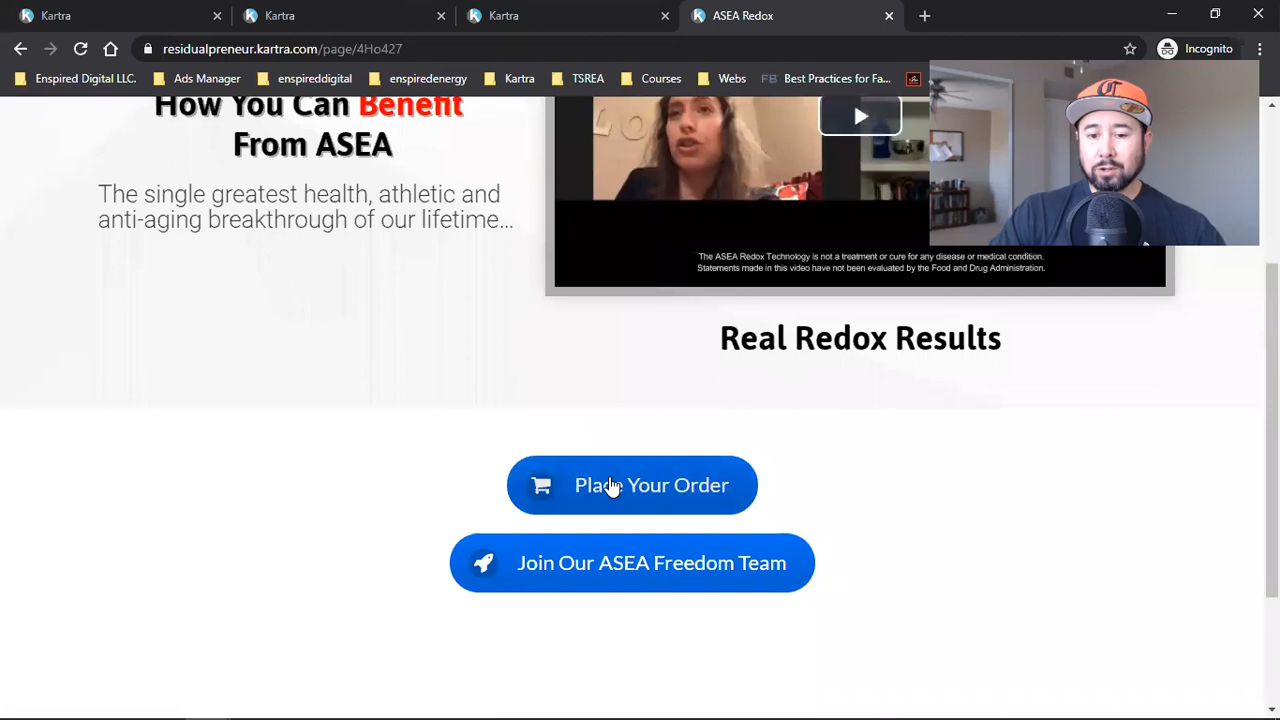 Kartra
Kartra
Kartra
ASEA Redox
residualpreneur.kartra.com/page/4Ho427
Incognito
Enspired Digital LLC.
Ads Manager
enspireddigital
enspiredenergy
Kartra
TSREA
Courses
Webs
FB Best Practices for Fa...
How You Can Benefit
From ASEA
The single greatest health, athletic and
anti-aging breakthrough of our lifetime...
LO
The ASEA Redox Technology is not a treatment or cure for any disease or medical condition.
Statements made in this video have not been evaluated by the Food and Drug Administration.
Real Redox Results
Place Your Order
Join Our ASEA Freedom Team